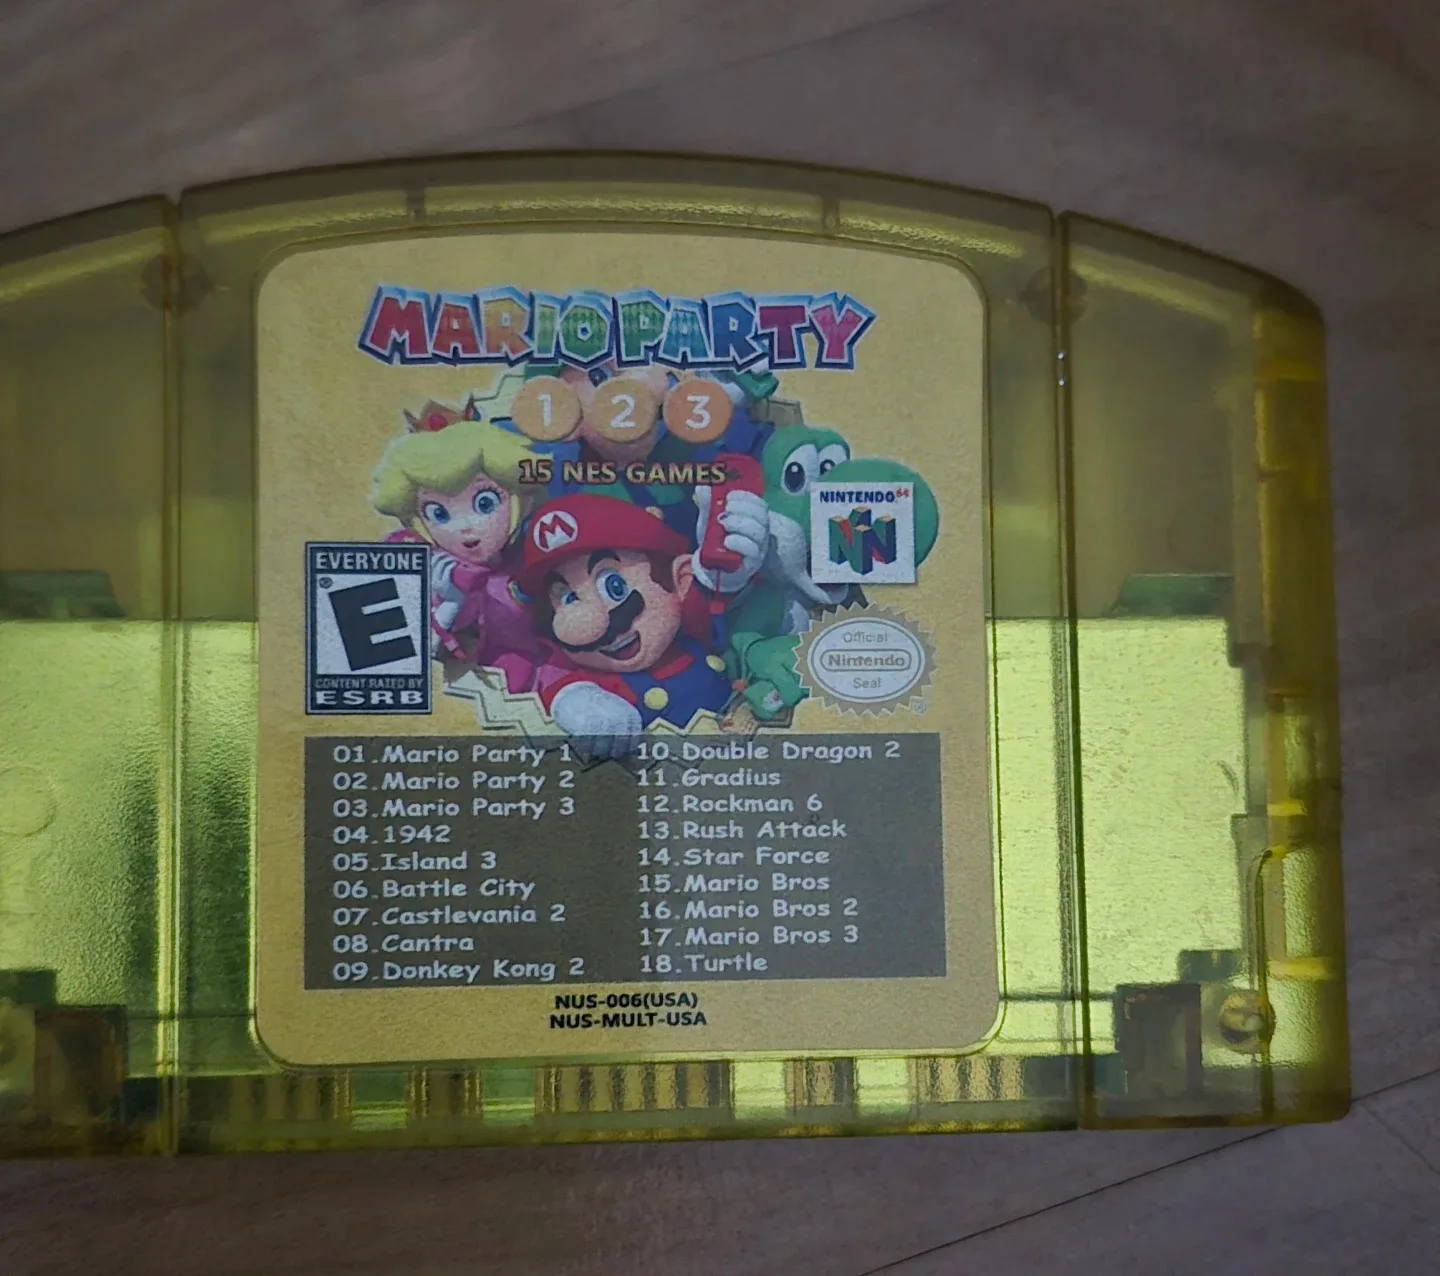 MARIO PARTY
1 2 3
15 NES GAMES
NINTENDO 64
EVERYONE
E
CONTENT RATED BY
ESRB
Official
Nintendo
Seal
01.Mario Party 1
02.Mario Party 2
03.Mario Party 3
04.1942
05.Island 3
06.Battle City
07.Castlevania 2
08.Cantra
09.Donkey Kong 2
10.Double Dragon 2
11.Gradius
12.Rockman 6
13.Rush Attack
14.Star Force
15.Mario Bros
16.Mario Bros 2
17.Mario Bros 3
18.Turtle
NUS-006(USA)
NUS-MULT-USA